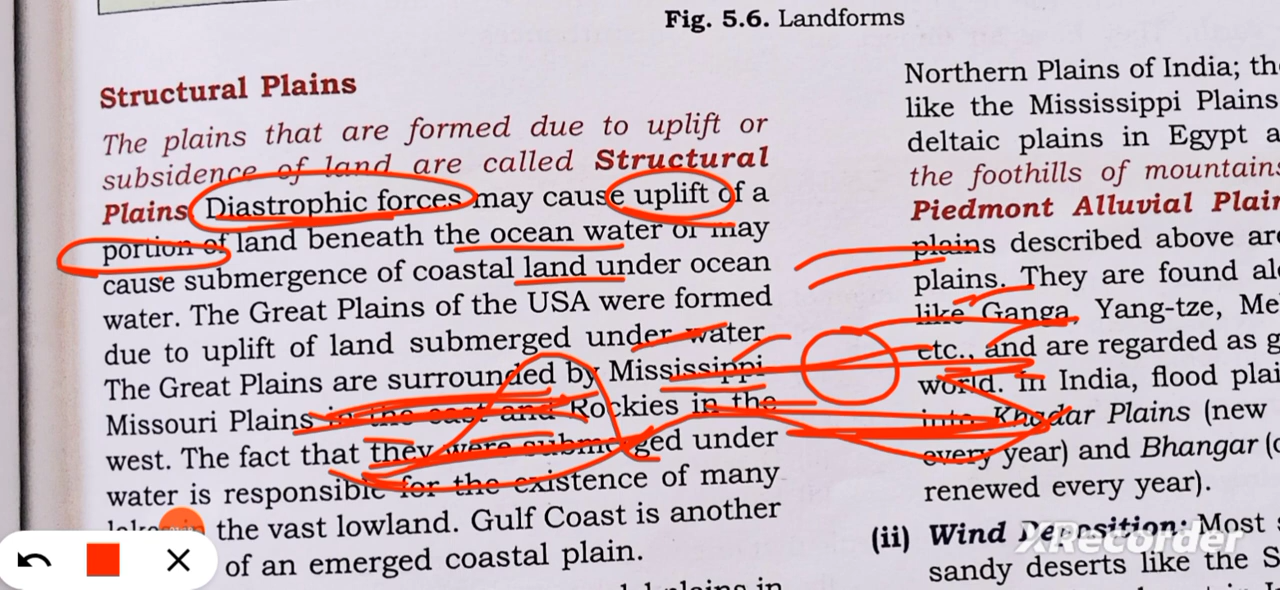 Fig. 5.6. Landforms
Structural Plains
The plains that are formed due to uplift or
subsidence of land are called Structural
Plains Diastrophic forces may cause uplift of a
portion of land beneath the ocean water or may
cause submergence of coastal land under ocean
water. The Great Plains of the USA were formed
due to uplift of land submerged under water
The Great Plains are surrounded by Mississippi
Missouri Plains in the east and Rockies in the
west. The fact that they were submerged under
water is responsible for the existence of many
the vast lowland. Gulf Coast is another
of an emerged coastal plain.
plains in
Northern Plains of India; the
like the Mississippi Plains
deltaic plains in Egypt a
the foothills of mountains
Piedmont Alluvial Plain
plains described above are
plains. They are found al
like Ganga, Yang-tze, Me
etc., and are regarded as g
world. In India, flood plai
into Khadar Plains (new
every year) and Bhangar (
renewed every year).
(ii) Wind Deposition: Most
sandy deserts like the S
XRecorder